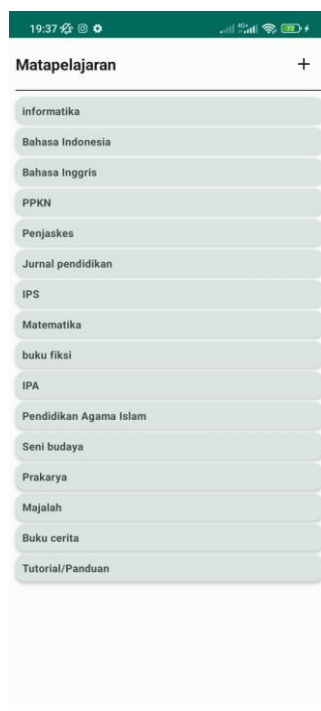 19:37
Matapelajaran +
informatika
Bahasa Indonesia
Bahasa Inggris
PPKN
Penjaskes
Jurnal pendidikan
IPS
Matematika
buku fiksi
IPA
Pendidikan Agama Islam
Seni budaya
Prakarya
Majalah
Buku cerita
Tutorial/Panduan